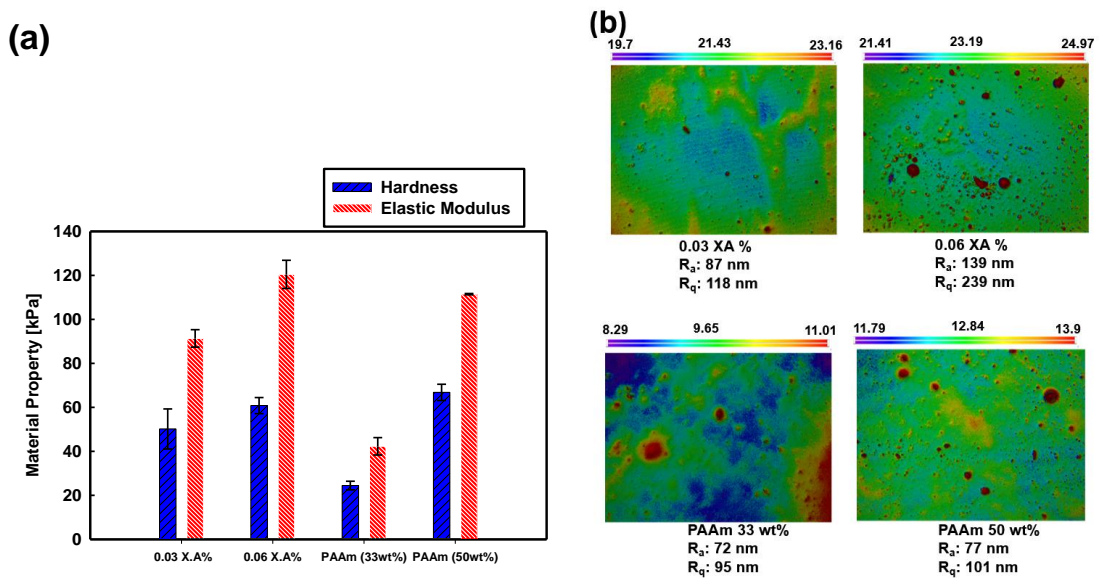 (a)
Hardness
Elastic Modulus
Material Property [kPa]
140
120
100
80
60
40
20
0
0.03 X.A%
0.06 X.A%
PAAm (33wt%)
PAAm (50wt%)
(b)
19.7 21.43 23.16
21.41 23.19 24.97
0.03 XA %
Ra: 87 nm
Rq: 118 nm
0.06 XA %
Ra: 139 nm
Rq: 239 nm
8.29 9.65 11.01
11.79 12.84 13.9
PAAm 33 wt%
Ra: 72 nm
Rq: 95 nm
PAAm 50 wt%
Ra: 77 nm
Rq: 101 nm